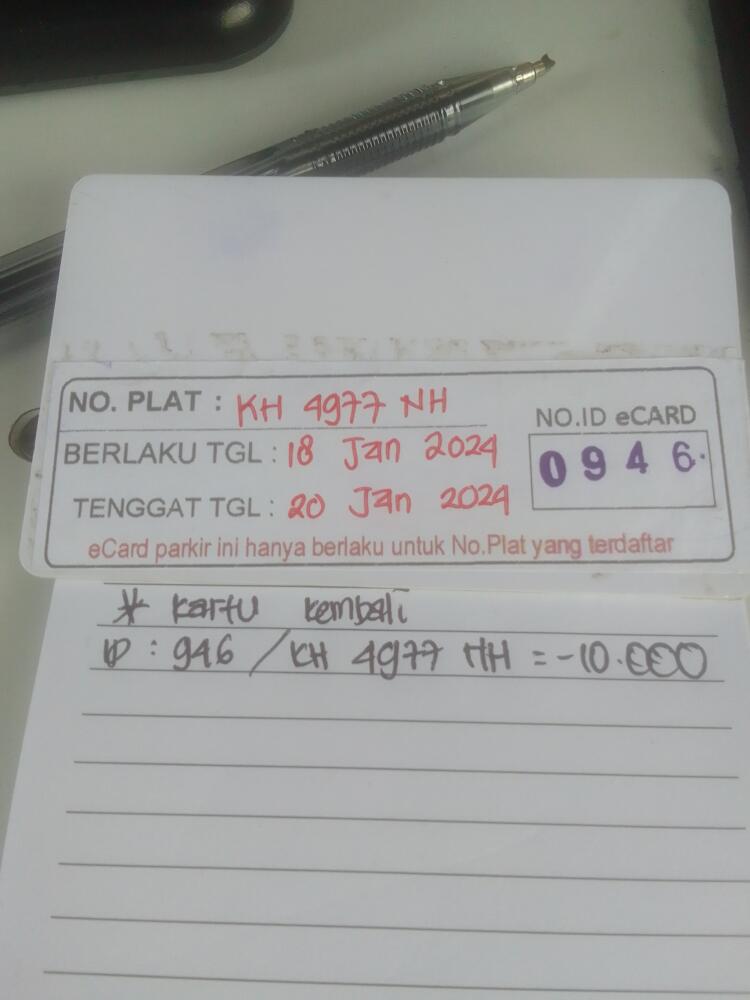 NO. PLAT : KH 4977 NH
BERLAKU TGL : 18 Jan 2024
TENGGAT TGL : 20 Jan 2024
NO.ID eCARD
0946
eCard parkir ini hanya berlaku untuk No.Plat yang terdaftar
* kartu kembali
ID : 946 / KH 4977 HH = -10.000